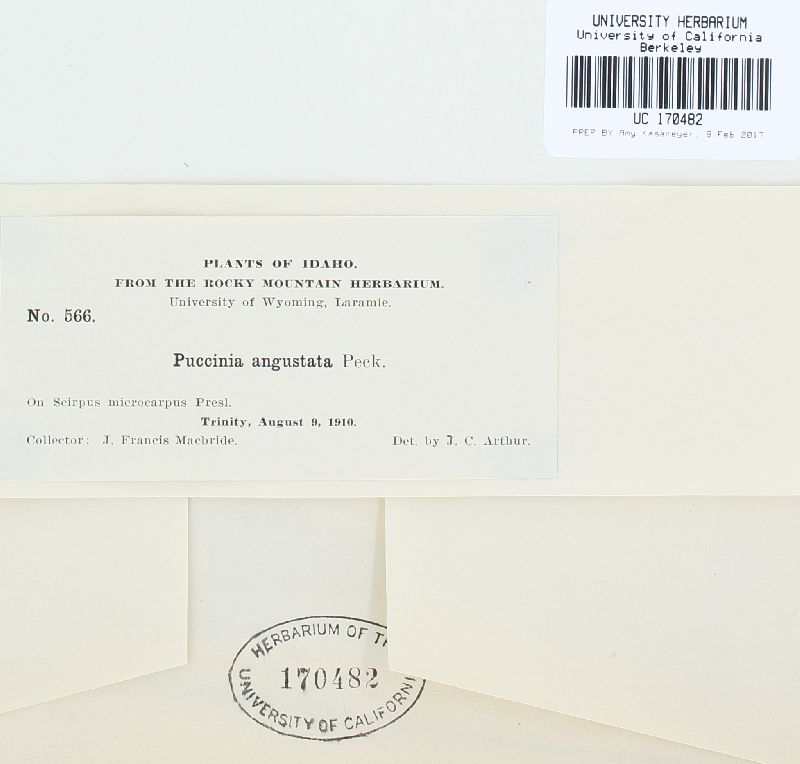 UNIVERSITY HERBARIUM
University of California
Berkeley
UC 170482
PREP BY Amy Kasameyer, 9 Feb 2017
PLANTS OF IDAHO.
FROM THE ROCKY MOUNTAIN HERBARIUM.
University of Wyoming, Laramie.
No. 566.
Puccinia angustata Peck.
On Scirpus microcarpus Presl.
Trinity, August 9, 1910.
Collector: J. Francis Macbride.
Det. by J. C. Arthur.
HERBARIUM OF
170482
UNIVERSITY OF CALIFORNI